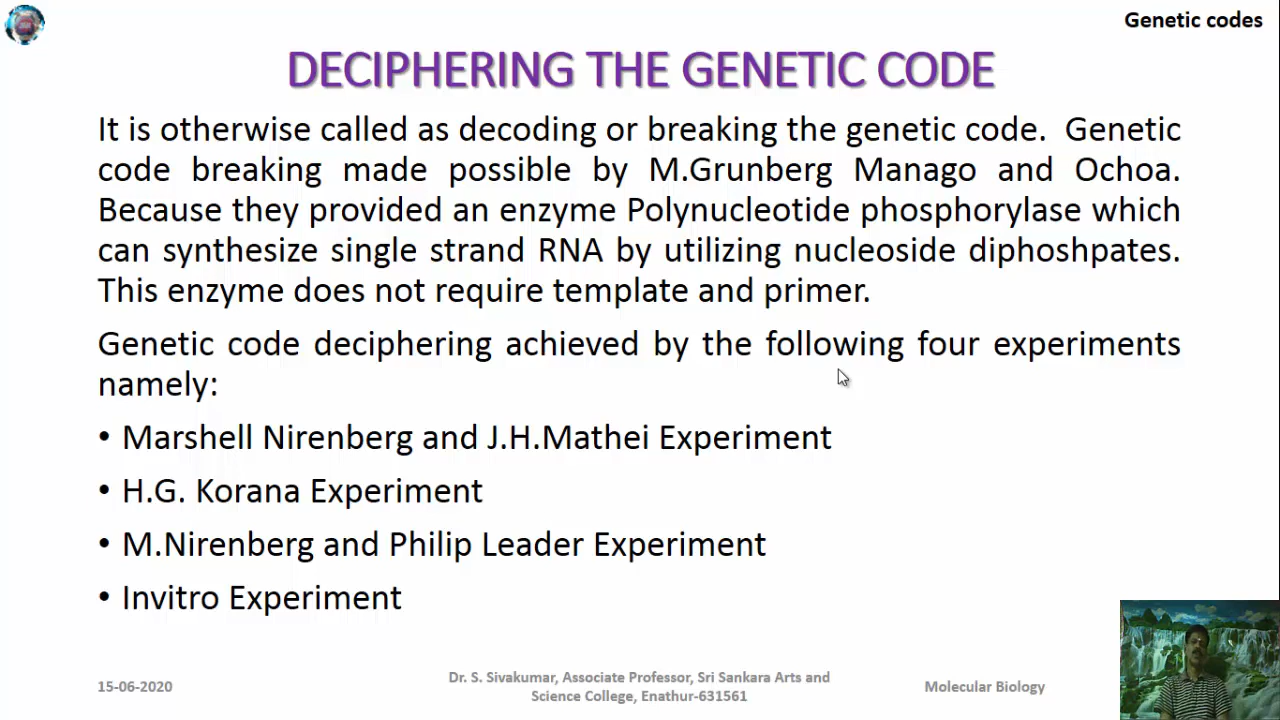 Genetic codes
DECIPHERING THE GENETIC CODE
It is otherwise called as decoding or breaking the genetic code. Genetic
code breaking made possible by M.Grunberg Manago and Ochoa.
Because they provided an enzyme Polynucleotide phosphorylase which
can synthesize single strand RNA by utilizing nucleoside diphoshpates.
This enzyme does not require template and primer.
Genetic code deciphering achieved by the following four experiments
namely:
• Marshell Nirenberg and J.H.Mathei Experiment
• H.G. Korana Experiment
• M.Nirenberg and Philip Leader Experiment
• Invitro Experiment
15-06-2020
Dr. S. Sivakumar, Associate Professor, Sri Sankara Arts and
Science College, Enathur-631561
Molecular Biology